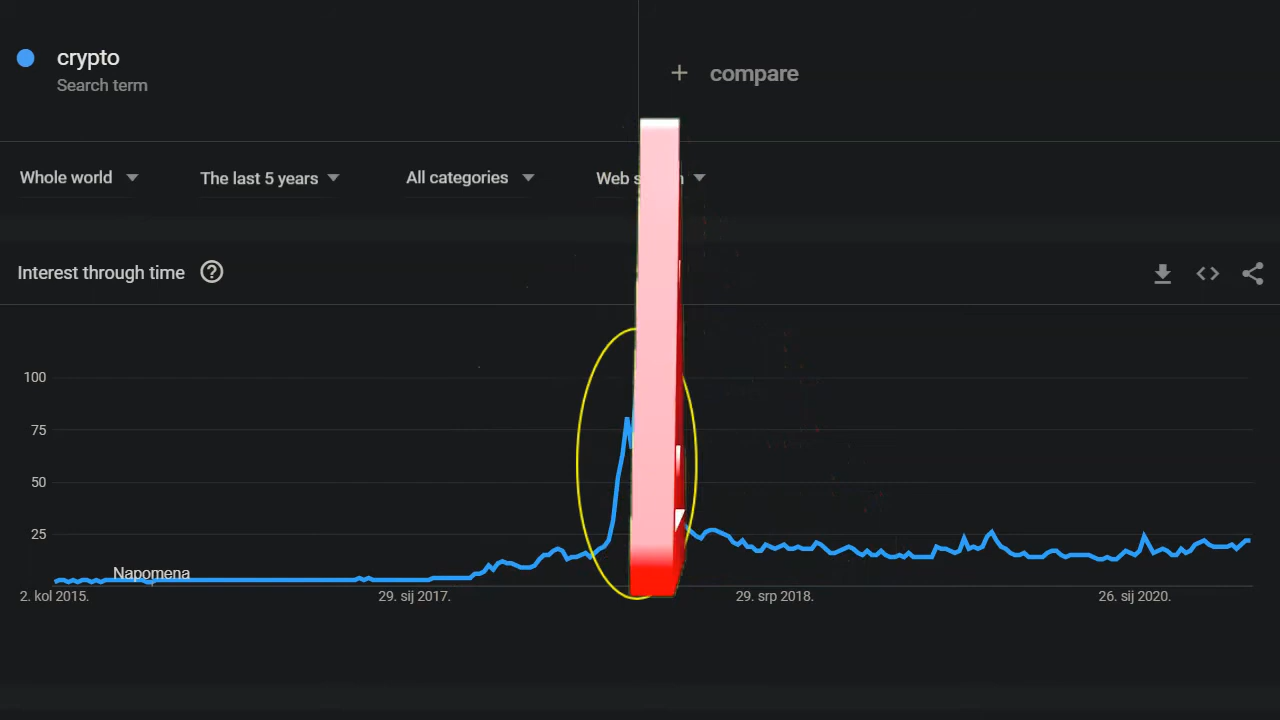 crypto
Search term
+ compare
Whole world
The last 5 years
All categories
Web
Interest through time
100
75
50
25
Napomena
2. kol 2015.
29. sij 2017.
29. srp 2018.
26. sij 2020.